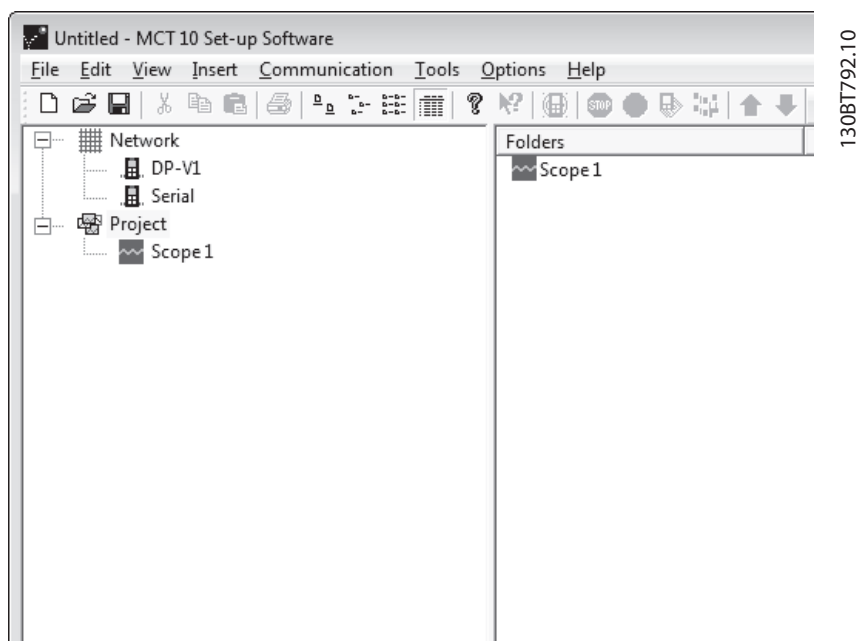 Untitled - MCT 10 Set-up Software
File Edit View Insert Communication Tools Options Help
STOP
Network
DP-V1
Serial
Project
Scope 1
Folders
Scope 1
130BT792.10